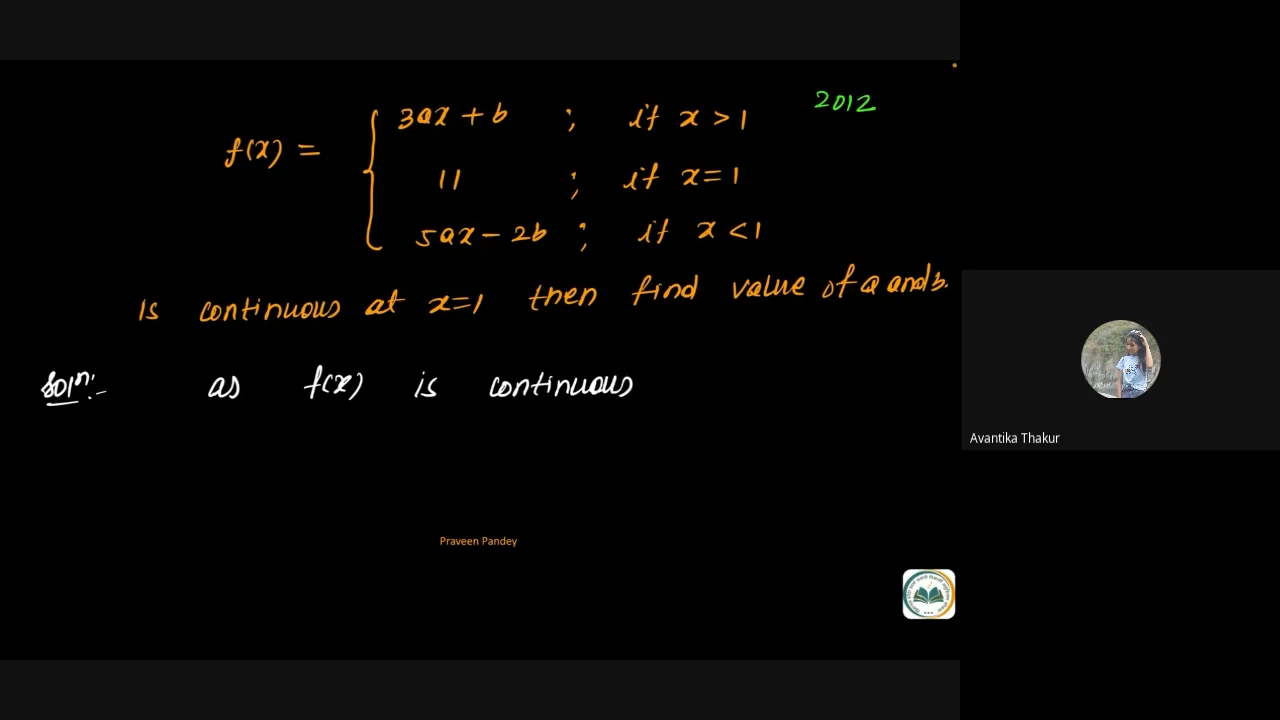 2012
f(x) = { 3ax + b ; if x > 1
11 ; if x = 1
5ax - 2b ; if x < 1
is continuous at x=1 then find value of a and b.
Soln:- as f(x) is continuous
Praveen Pandey
Avantika Thakur